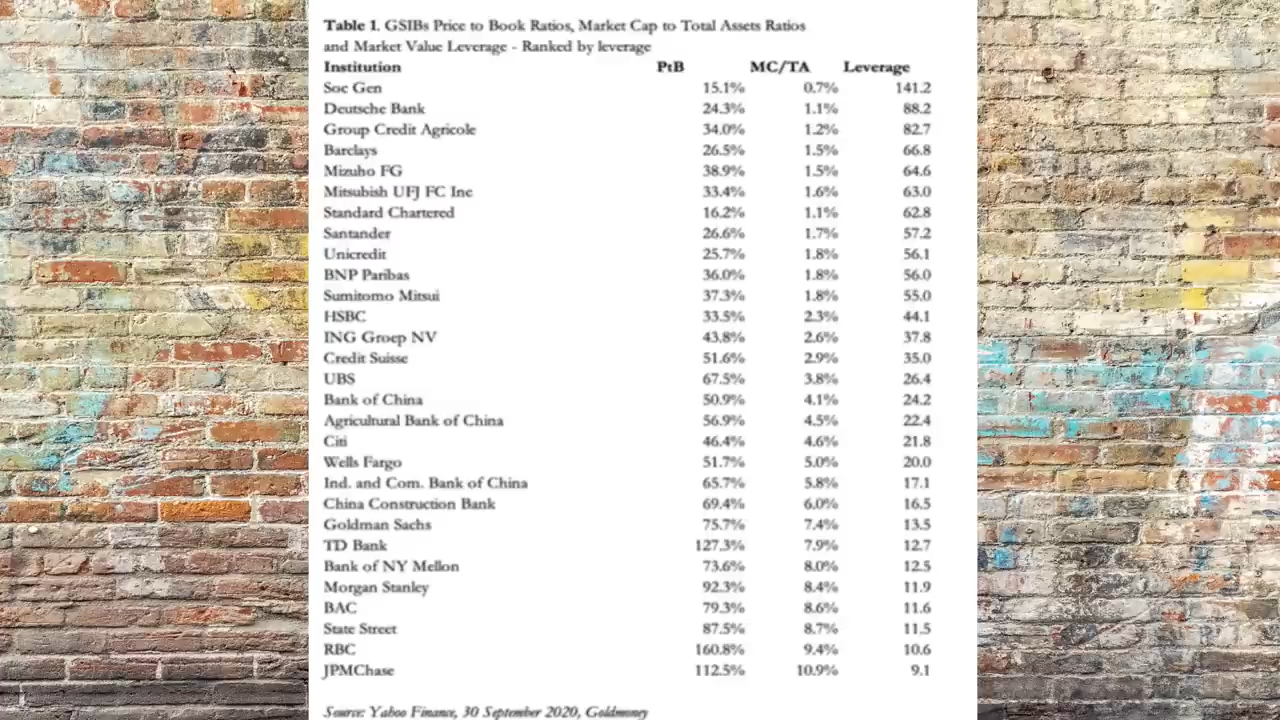 Table 1. GSIBs Price to Book Ratios, Market Cap to Total Assets Ratios
and Market Value Leverage - Ranked by leverage
Institution PtB MC/TA Leverage
Soc Gen 15.1% 0.7% 141.2
Deutsche Bank 24.3% 1.1% 88.2
Group Credit Agricole 34.0% 1.2% 82.7
Barclays 26.5% 1.5% 66.8
Mizuho FG 38.9% 1.5% 64.6
Mitsubish UFJ FC Inc 33.4% 1.6% 63.0
Standard Chartered 16.2% 1.1% 62.8
Santander 26.6% 1.7% 57.2
Unicredit 25.7% 1.8% 56.1
BNP Paribas 36.0% 1.8% 56.0
Sumitomo Mitsui 37.3% 1.8% 55.0
HSBC 33.5% 2.3% 44.1
ING Groep NV 43.8% 2.6% 37.8
Credit Suisse 51.6% 2.9% 35.0
UBS 67.5% 3.8% 26.4
Bank of China 50.9% 4.1% 24.2
Agricultural Bank of China 56.9% 4.5% 22.4
Citi 46.4% 4.6% 21.8
Wells Fargo 51.7% 5.0% 20.0
Ind. and Com. Bank of China 65.7% 5.8% 17.1
China Construction Bank 69.4% 6.0% 16.5
Goldman Sachs 75.7% 7.4% 13.5
TD Bank 127.3% 7.9% 12.7
Bank of NY Mellon 73.6% 8.0% 12.5
Morgan Stanley 92.3% 8.4% 11.9
BAC 79.3% 8.6% 11.6
State Street 87.5% 8.7% 11.5
RBC 160.8% 9.4% 10.6
JPMChase 112.5% 10.9% 9.1
Source: Yahoo Finance, 30 September 2020, Goldmoney